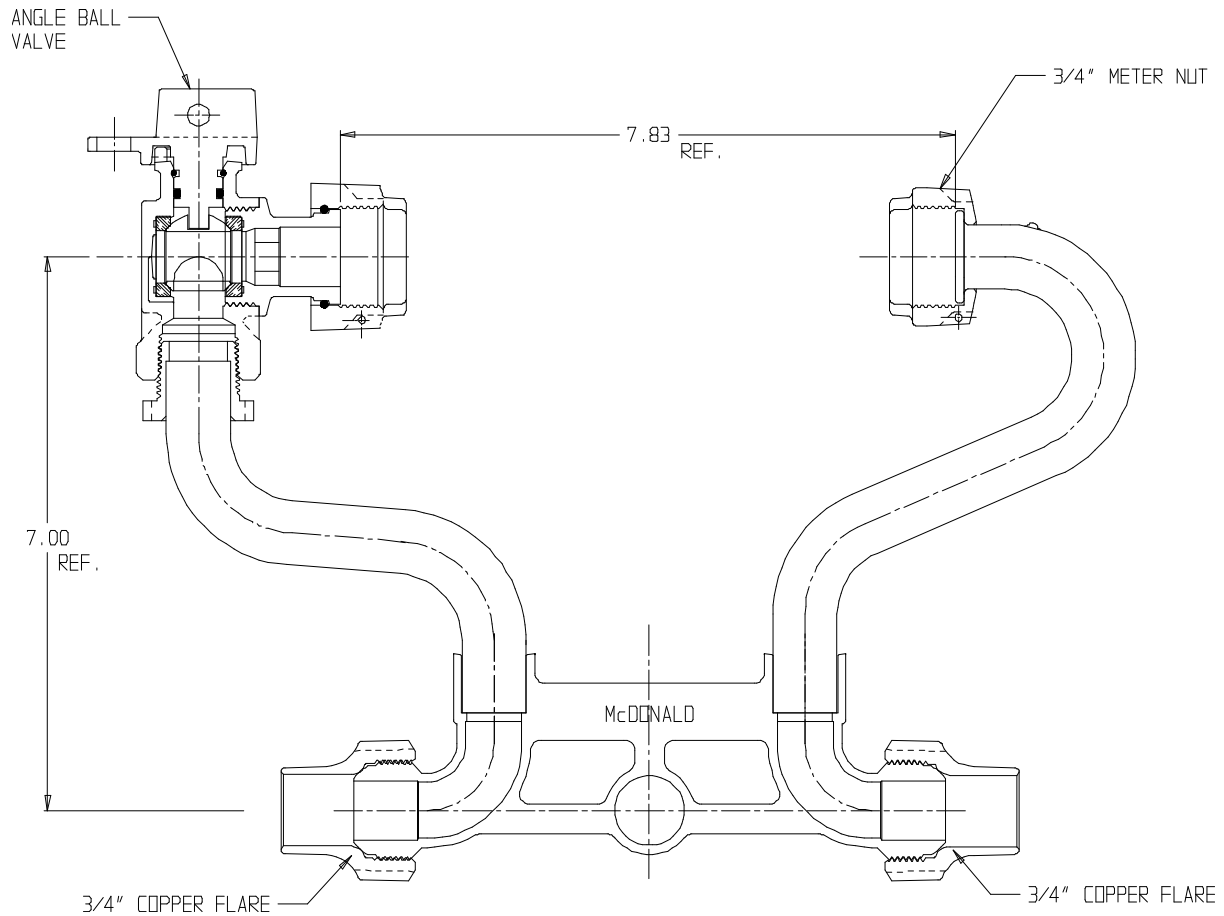 ANGLE BALL
VALVE
3/4" METER NUT
7.83
REF.
7.00
REF.
McDONALD
3/4" COPPER FLARE
3/4" COPPER FLARE